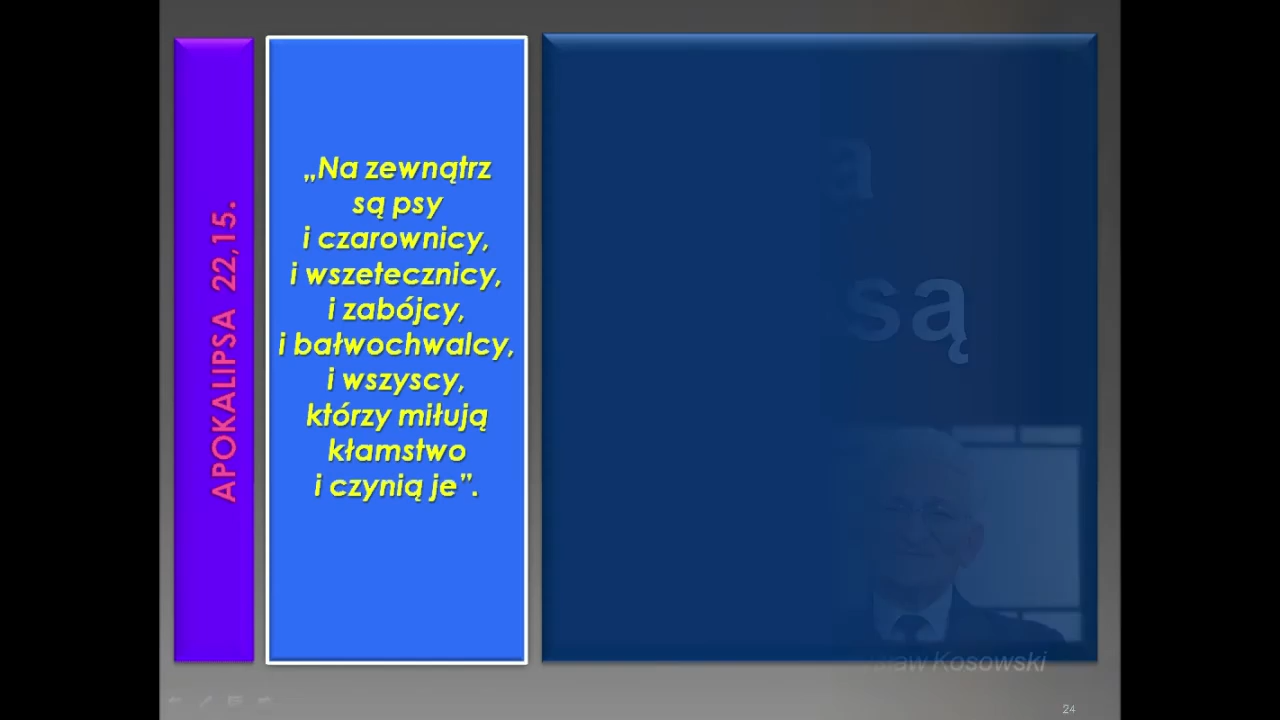 APOKALIPSA 22,15.
„Na zewnątrz
są psy
i czarownicy,
i wszetecznicy,
i zabójcy,
i bałwochwalcy,
i wszyscy,
którzy miłują
kłamstwo
i czynią je”.
są
Kosowski
24